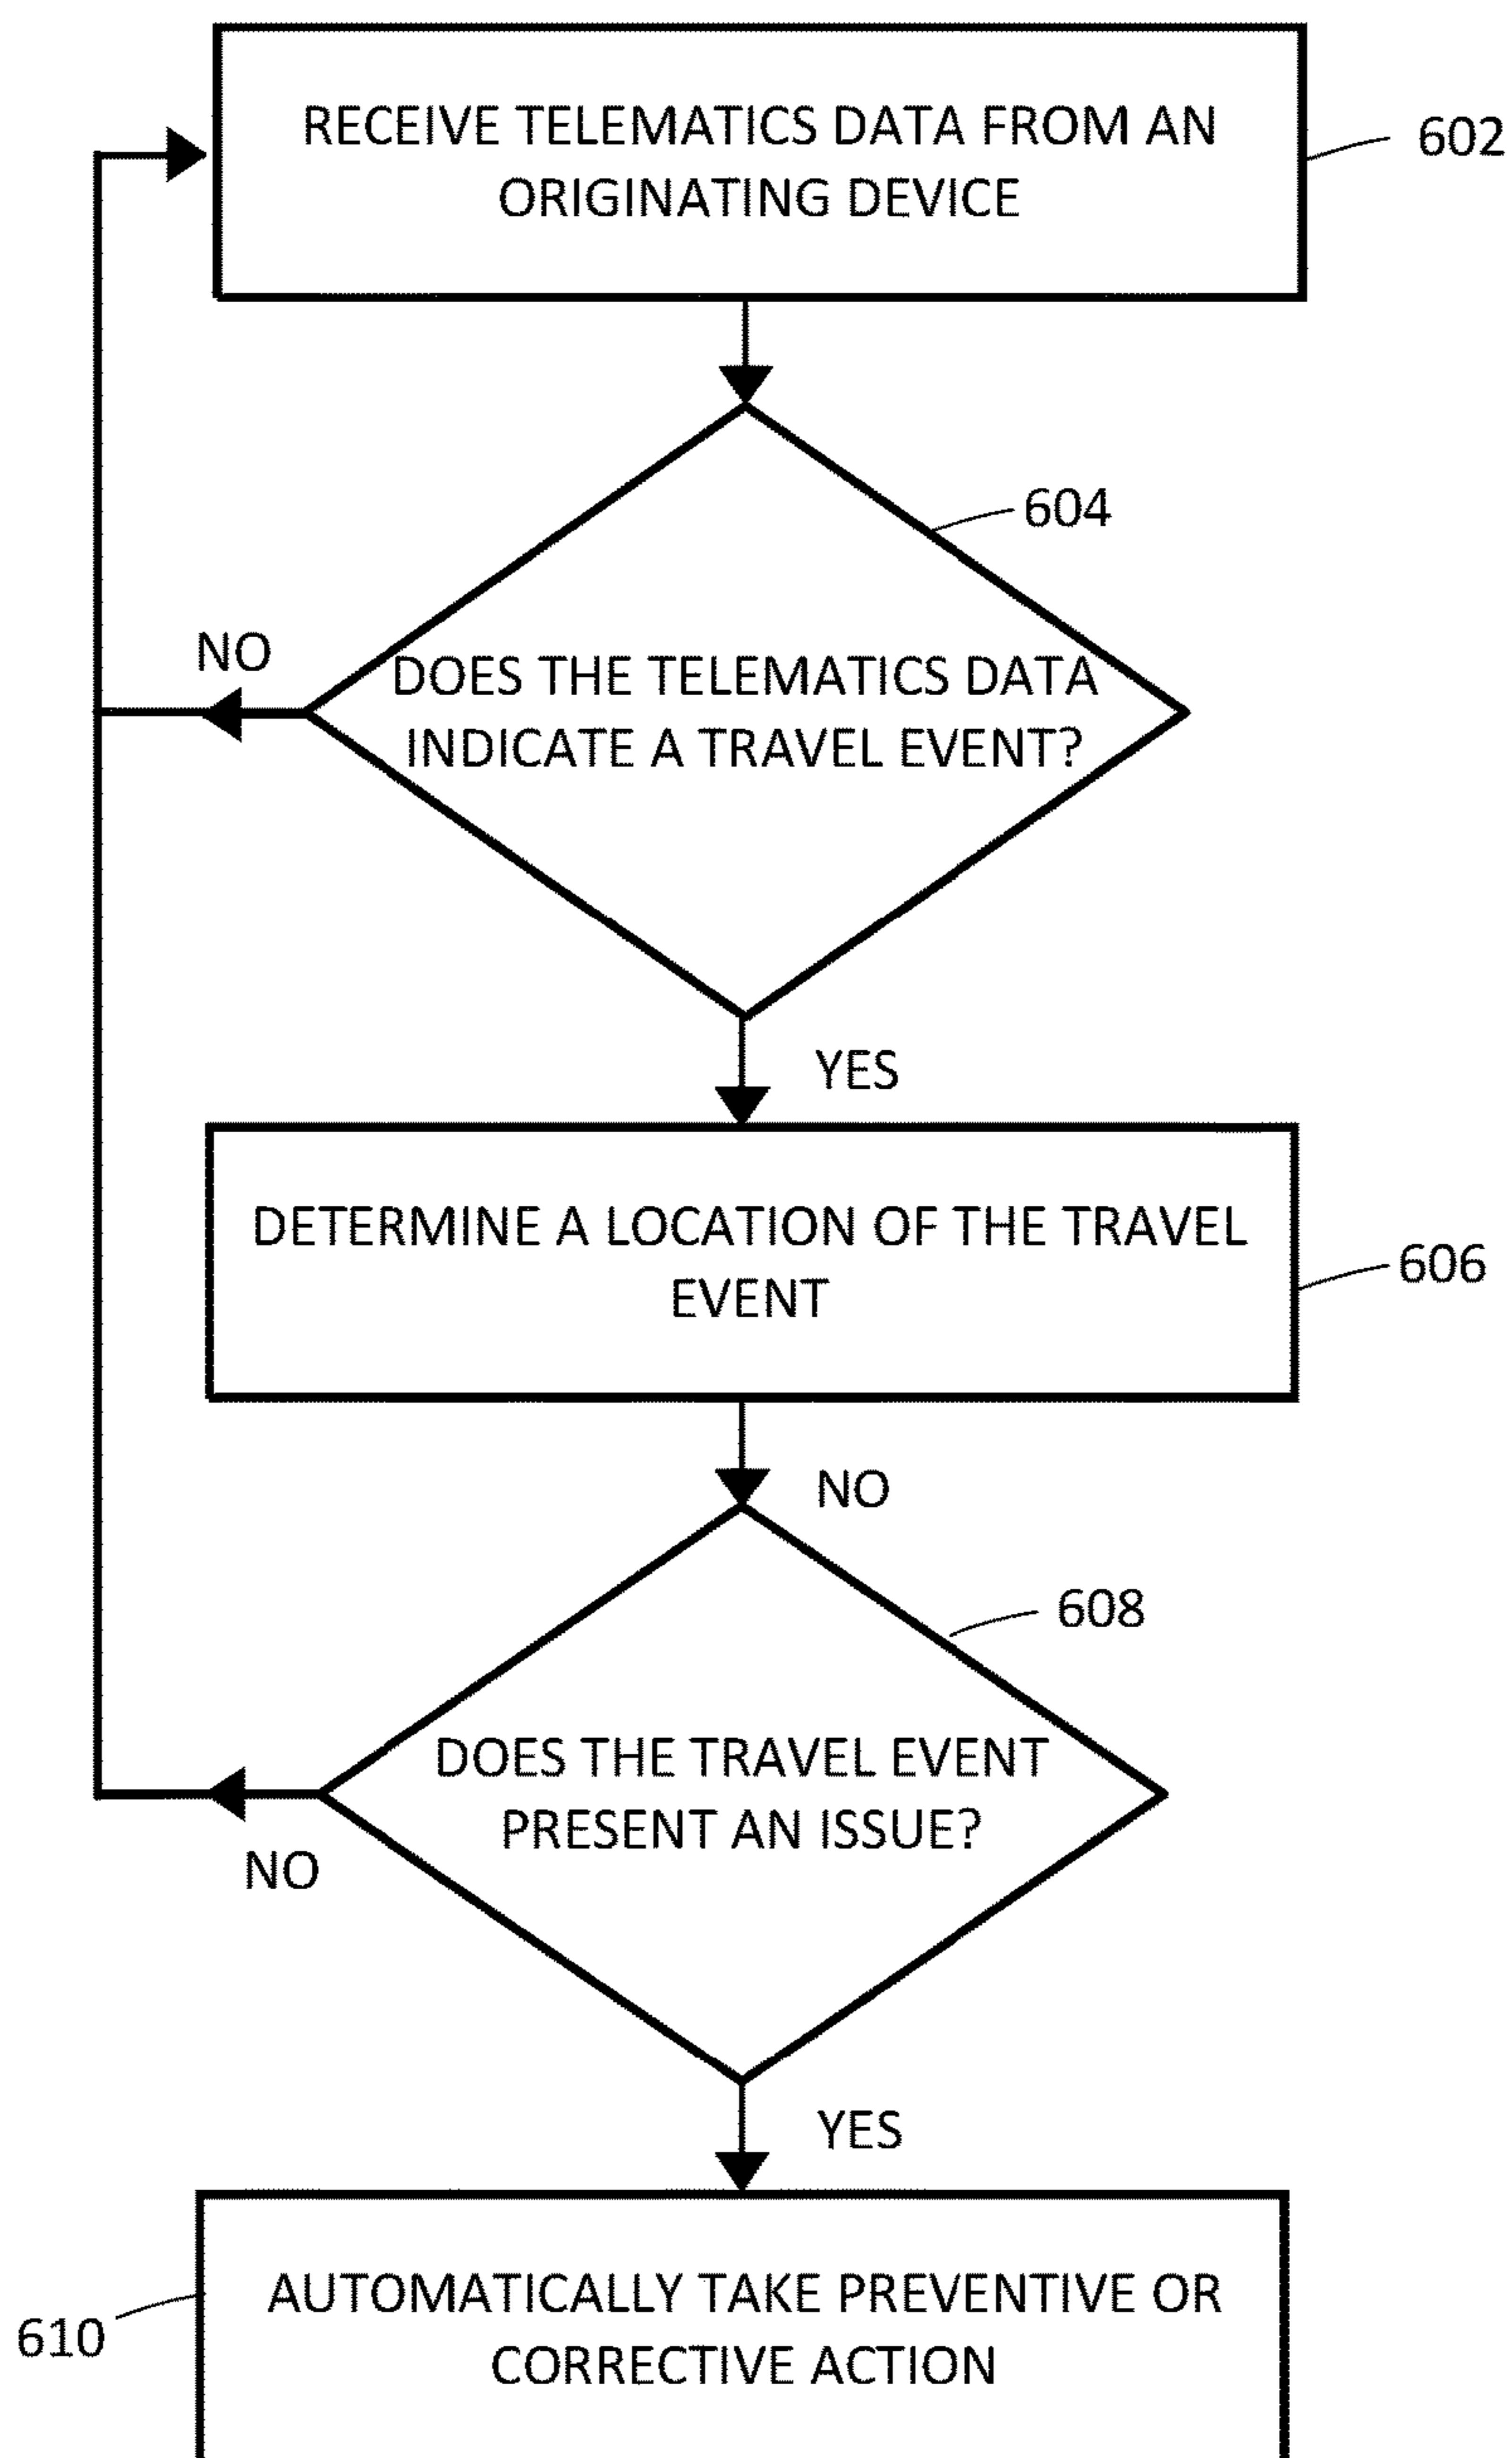 RECEIVE TELEMATICS DATA FROM AN
ORIGINATING DEVICE
602
604
NO
DOES THE TELEMATICS DATA
INDICATE A TRAVEL EVENT?
YES
DETERMINE A LOCATION OF THE TRAVEL
EVENT
606
NO
608
DOES THE TRAVEL EVENT
PRESENT AN ISSUE?
NO
YES
AUTOMATICALLY TAKE PREVENTIVE OR
CORRECTIVE ACTION
610